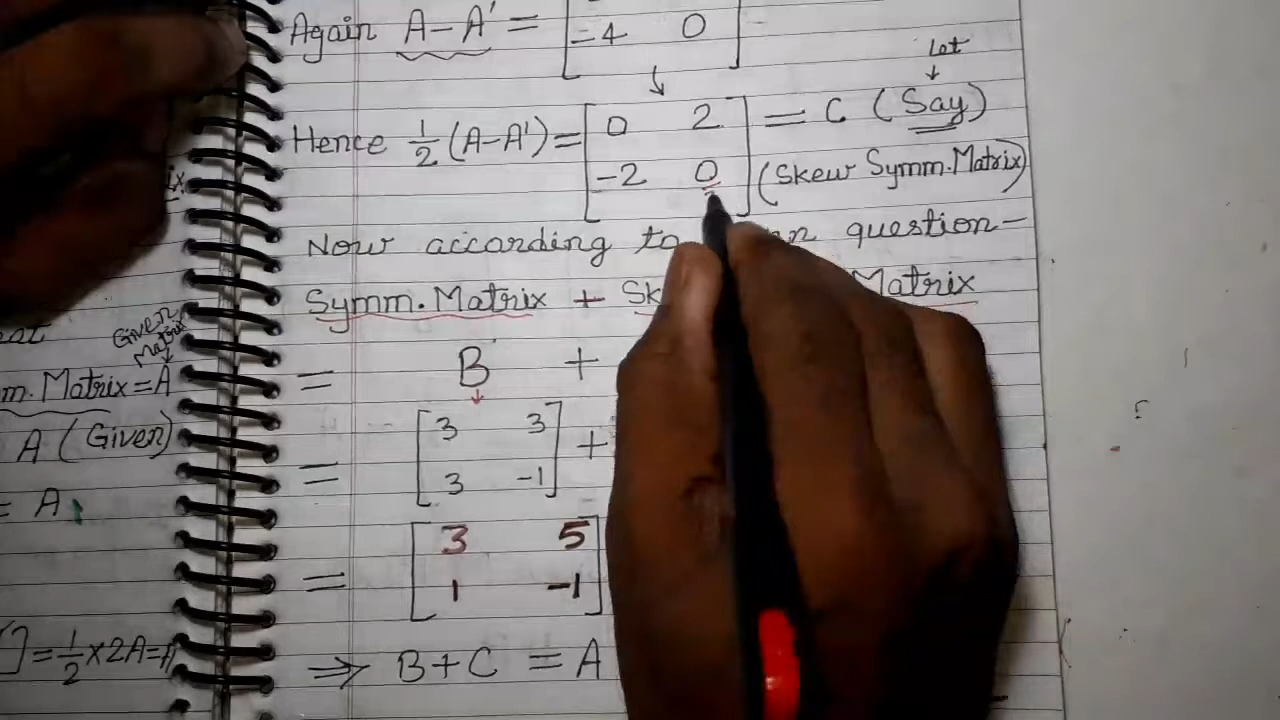 Again A-A' = [
-4 0 ]
Let
↓
Hence 1/2 (A-A') = [ 0 2 ] = C (Say)
[ -2 0 ] (Skew Symm. Matrix)
Now according to question-
Symm. Matrix + Matrix
= B +
= [ 3 3 ] +
[ 3 -1 ]
= [ 3 5 ]
[ 1 -1 ]
⇒ B+C = A
Given
Matrix
↓
m. Matrix = A
A (Given)
= A
] = 1/2 × 2A = A